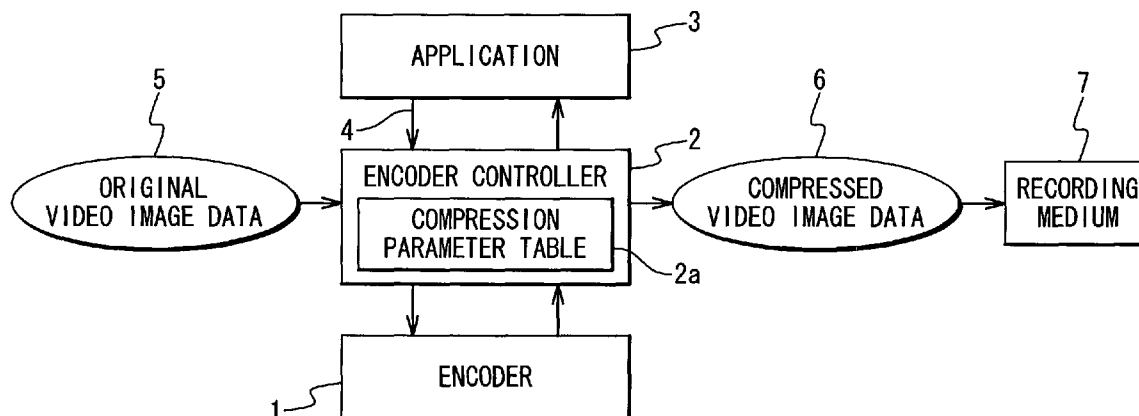 3
APPLICATION
5
4
2
6
7
ORIGINAL
VIDEO IMAGE DATA
ENCODER CONTROLLER
COMPRESSION
PARAMETER TABLE
2a
COMPRESSED
VIDEO IMAGE DATA
RECORDING
MEDIUM
ENCODER
1